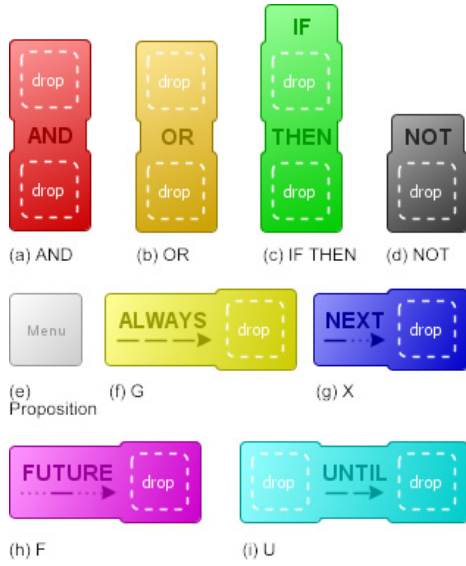 IF
drop drop drop
AND OR THEN NOT
drop drop drop drop
(a) AND (b) OR (c) IF THEN (d) NOT
Menu ALWAYS drop NEXT drop
(e) (f) G (g) X
Proposition
FUTURE drop drop UNTIL drop
(h) F (i) U